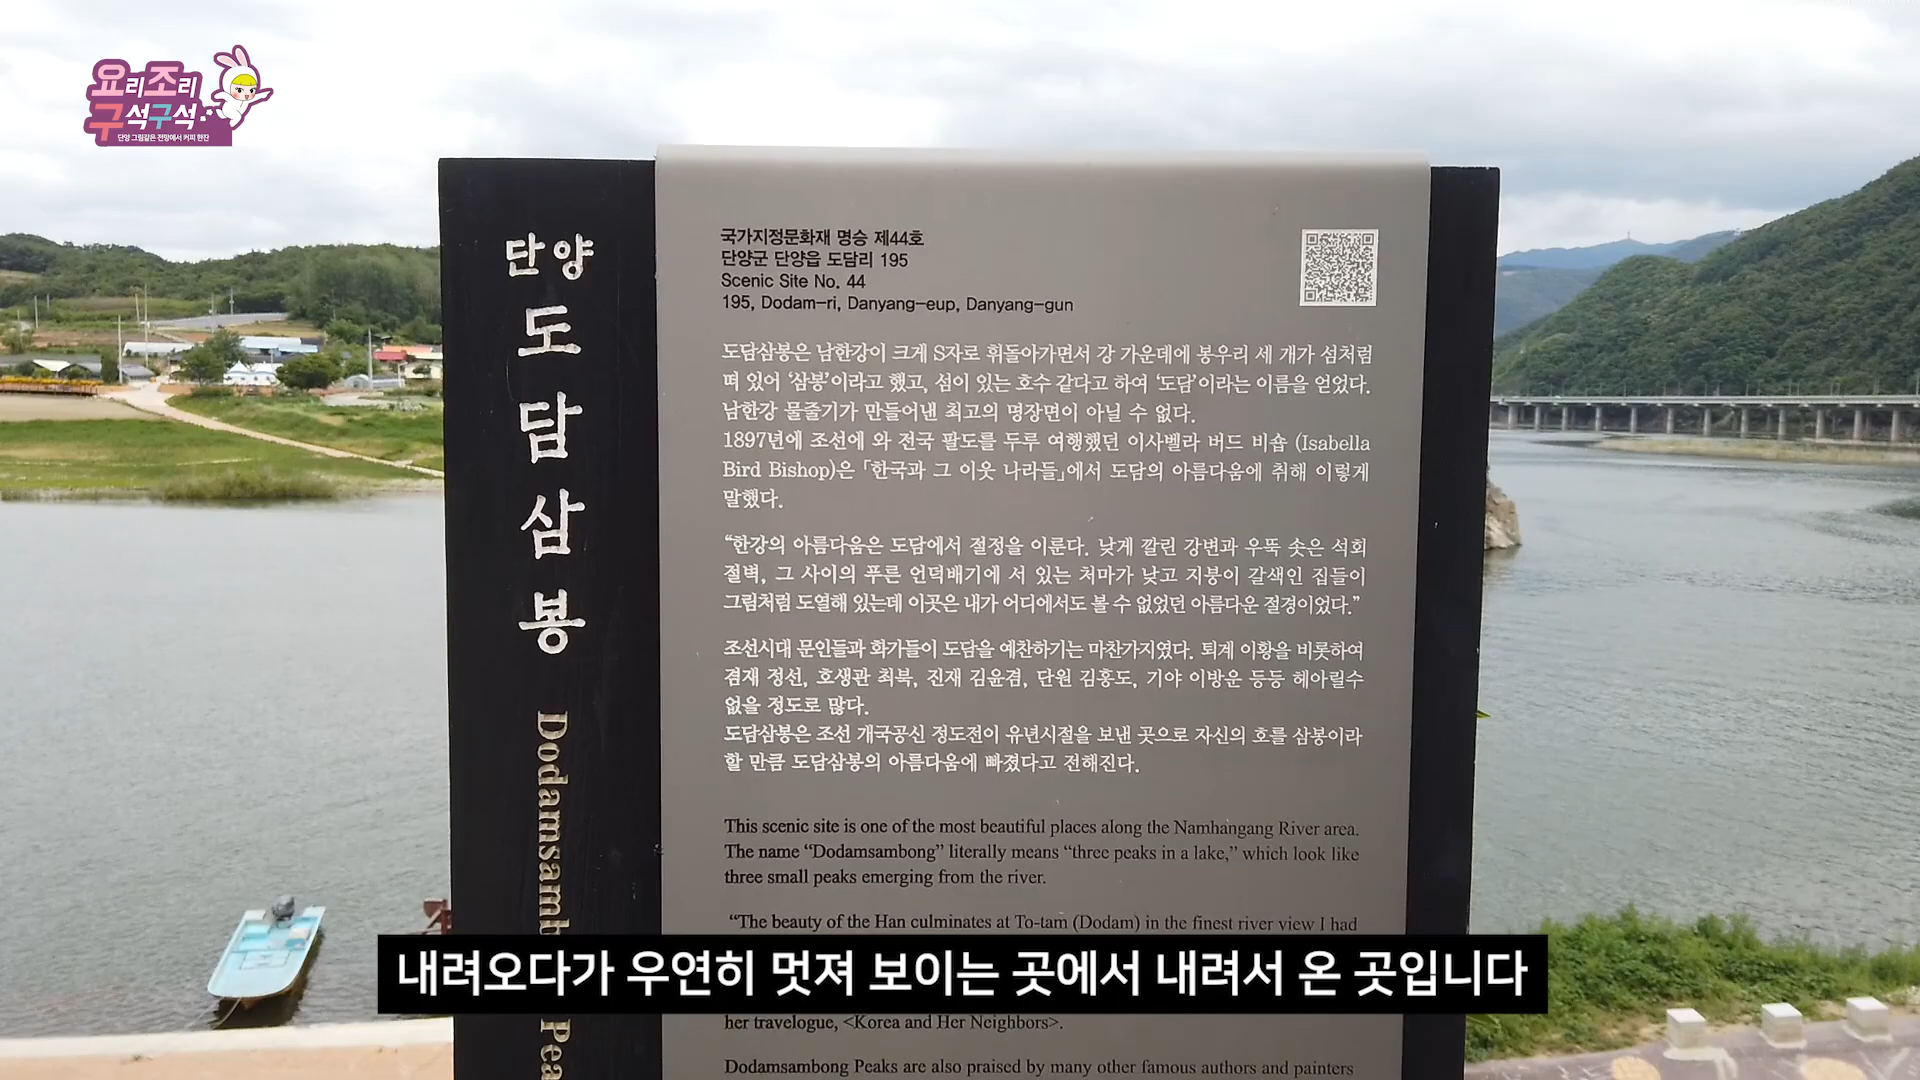 요리조리
구석구석
단양 그림같은 전망에서 커피 한잔
단양
도담삼봉
Dodamsamb
Pea
국가지정문화재 명승 제44호
단양군 단양읍 도담리 195
Scenic Site No. 44
195, Dodam-ri, Danyang-eup, Danyang-gun
도담삼봉은 남한강이 크게 S자로 휘돌아가면서 강 가운데에 봉우리 세 개가 섬처럼
떠 있어 '삼봉'이라고 했고, 섬이 있는 호수 같다고 하여 '도담'이라는 이름을 얻었다.
남한강 물줄기가 만들어낸 최고의 명장면이 아닐 수 없다.
1897년에 조선에 와 전국 팔도를 두루 여행했던 이사벨라 버드 비숍 (Isabella
Bird Bishop)은 「한국과 그 이웃 나라들」에서 도담의 아름다움에 취해 이렇게
말했다.
“한강의 아름다움은 도담에서 절정을 이룬다. 낮게 깔린 강변과 우뚝 솟은 석회
절벽, 그 사이의 푸른 언덕배기에 서 있는 처마가 낮고 지붕이 갈색인 집들이
그림처럼 도열해 있는데 이곳은 내가 어디에서도 볼 수 없었던 아름다운 절경이었다.”
조선시대 문인들과 화가들이 도담을 예찬하기는 마찬가지였다. 퇴계 이황을 비롯하여
겸재 정선, 호생관 최북, 진재 김윤겸, 단원 김홍도, 기야 이방운 등등 헤아릴수
없을 정도로 많다.
도담삼봉은 조선 개국공신 정도전이 유년시절을 보낸 곳으로 자신의 호를 삼봉이라
할 만큼 도담삼봉의 아름다움에 빠졌다고 전해진다.
This scenic site is one of the most beautiful places along the Namhangang River area.
The name “Dodamsambong” literally means “three peaks in a lake,” which look like
three small peaks emerging from the river.
“The beauty of the Han culminates at To-tam (Dodam) in the finest river view I had
내려오다가 우연히 멋져 보이는 곳에서 내려서 온 곳입니다
her travelogue, <Korea and Her Neighbors>.
Dodamsambong Peaks are also praised by many other famous authors and painters